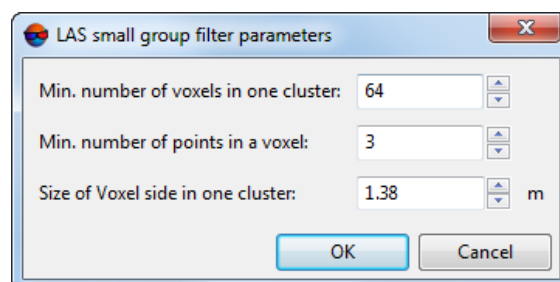 LAS small group filter parameters
Min. number of voxels in one cluster: 64
Min. number of points in a voxel: 3
Size of Voxel side in one cluster: 1.38 m
OK Cancel